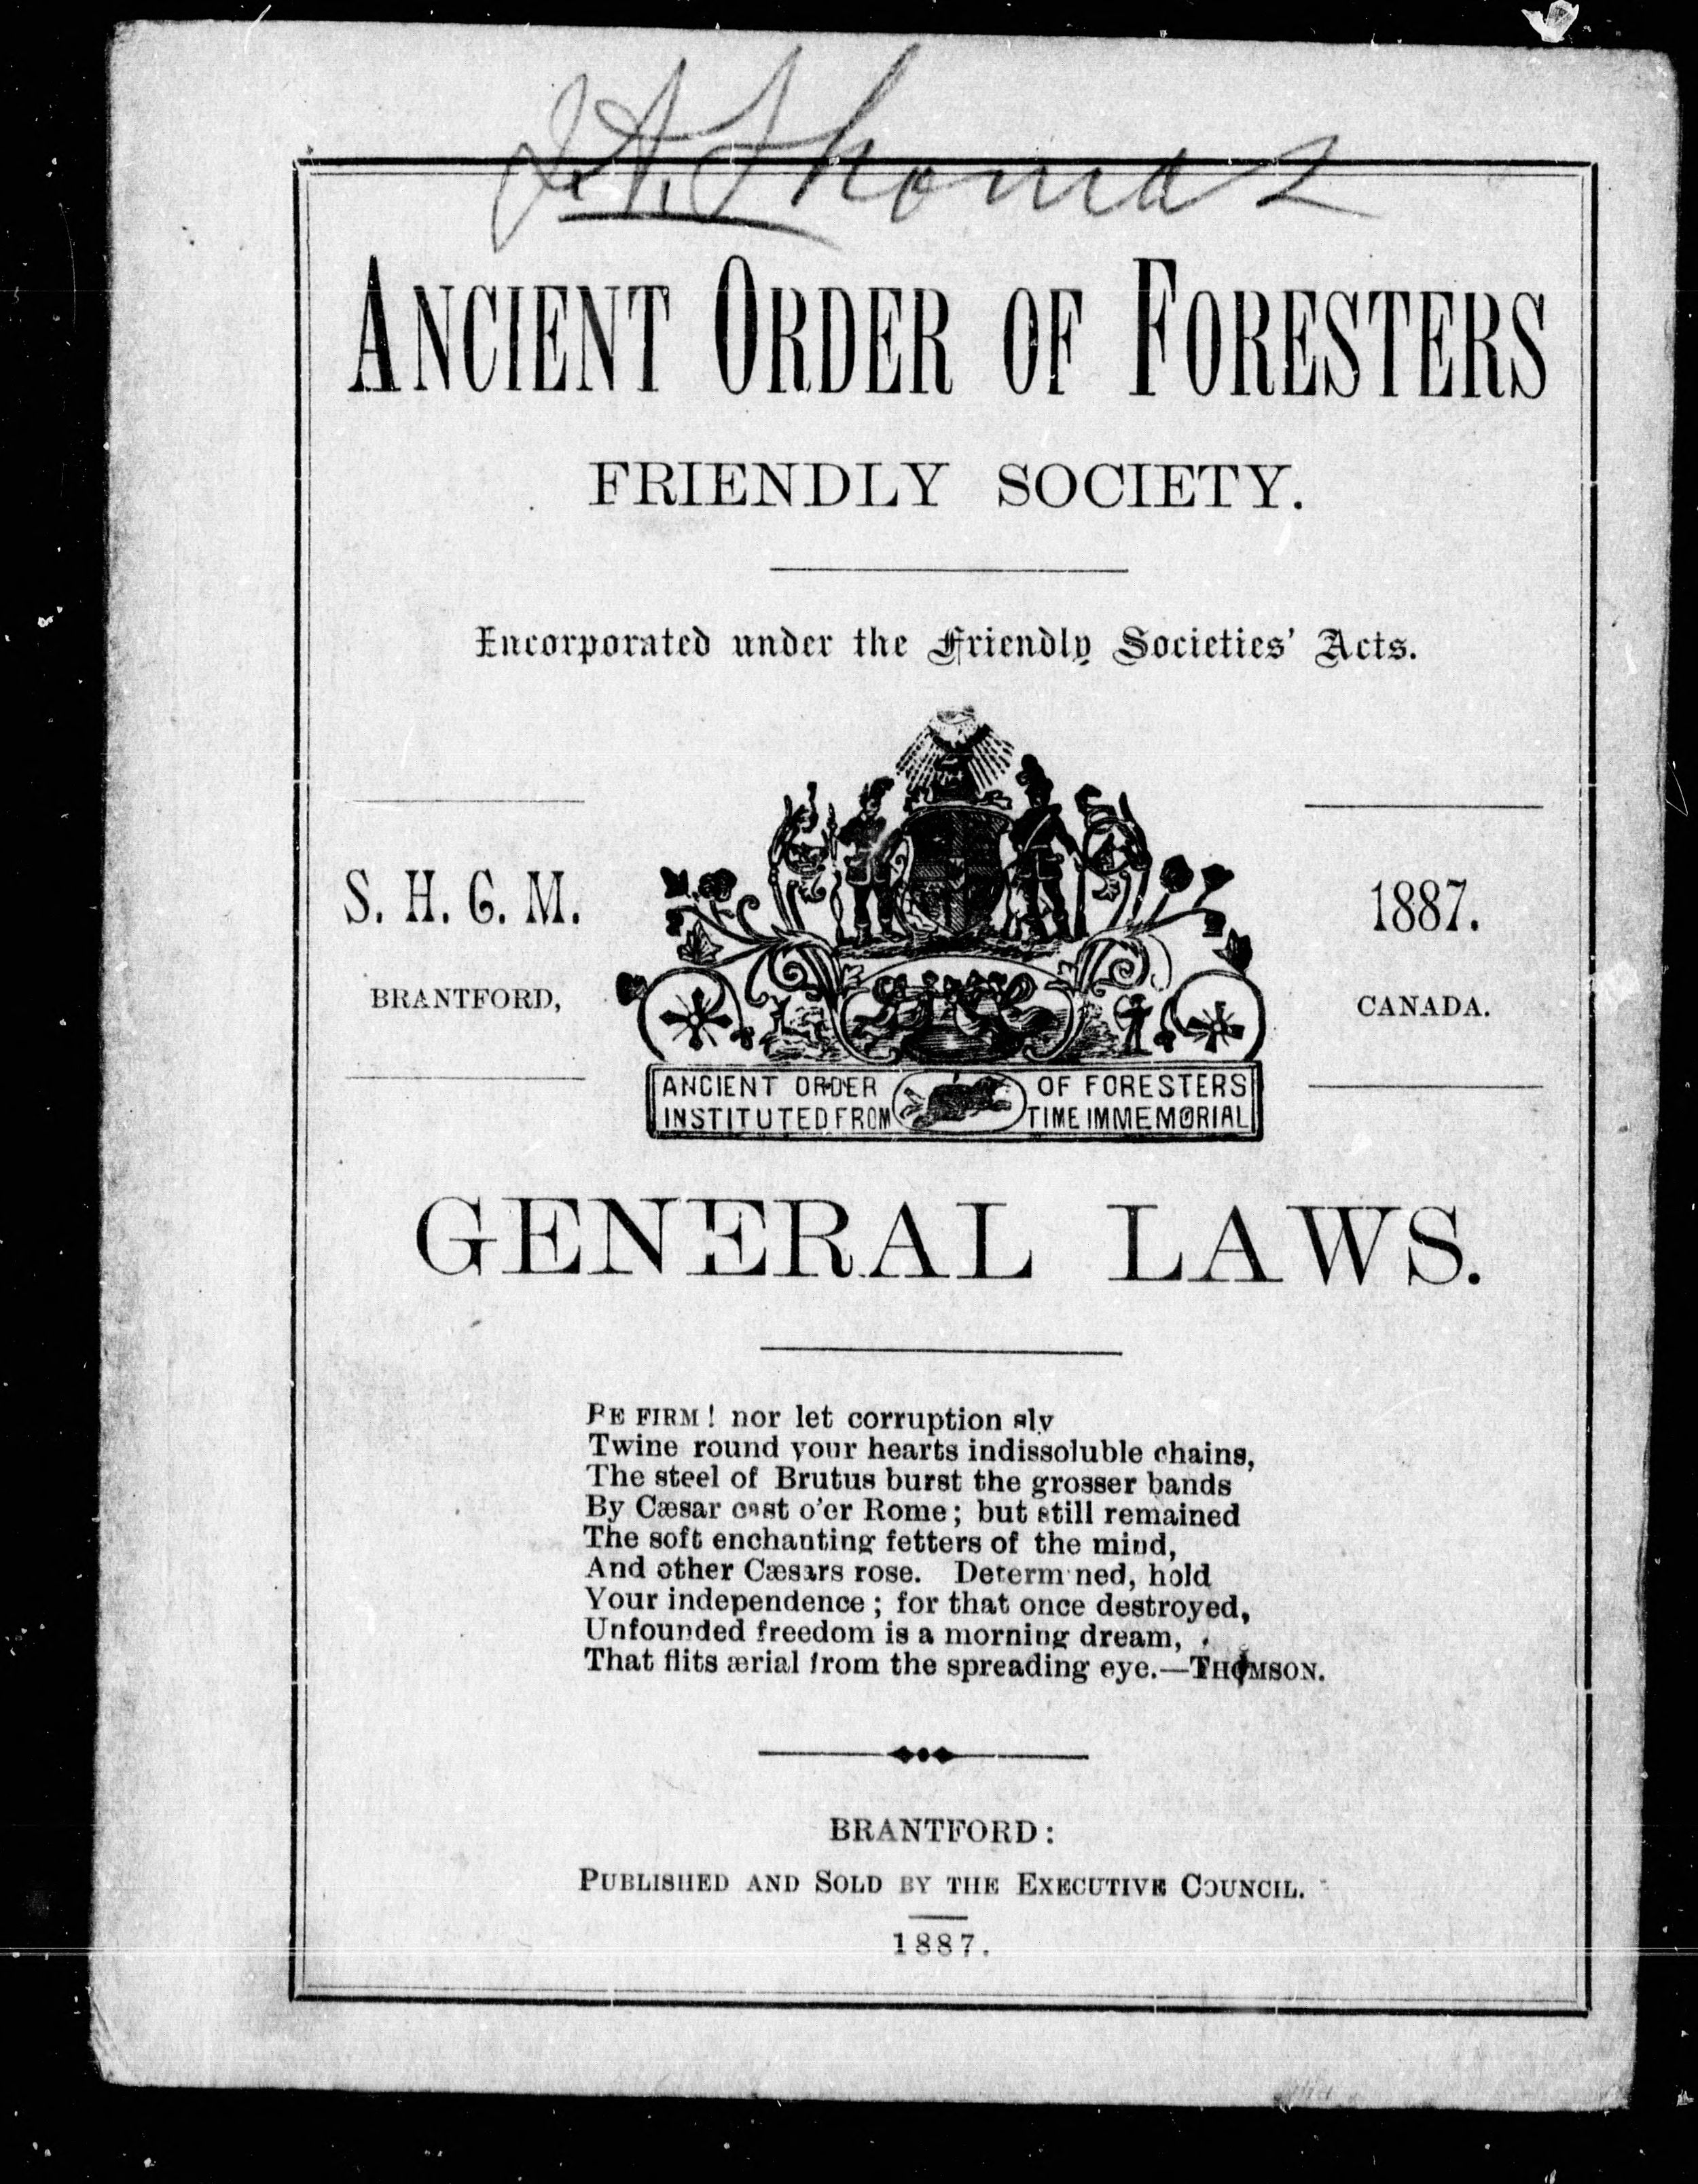 J. A. Thomas
ANCIENT ORDER OF FORESTERS
FRIENDLY SOCIETY.
Incorporated under the Friendly Societies' Acts.
S. H. C. M.
BRANTFORD,
1887.
CANADA.
ANCIENT ORDER OF FORESTERS
INSTITUTED FROM TIME IMMEMORIAL
GENERAL LAWS.
BE FIRM! nor let corruption sly
Twine round your hearts indissoluble chains,
The steel of Brutus burst the grosser bands
By Cæsar cast o'er Rome; but still remained
The soft enchanting fetters of the mind,
And other Cæsars rose. Determ ned, hold
Your independence; for that once destroyed,
Unfounded freedom is a morning dream,
That flits ærial from the spreading eye.—THOMSON.
BRANTFORD:
PUBLISHED AND SOLD BY THE EXECUTIVE COUNCIL.
1887.